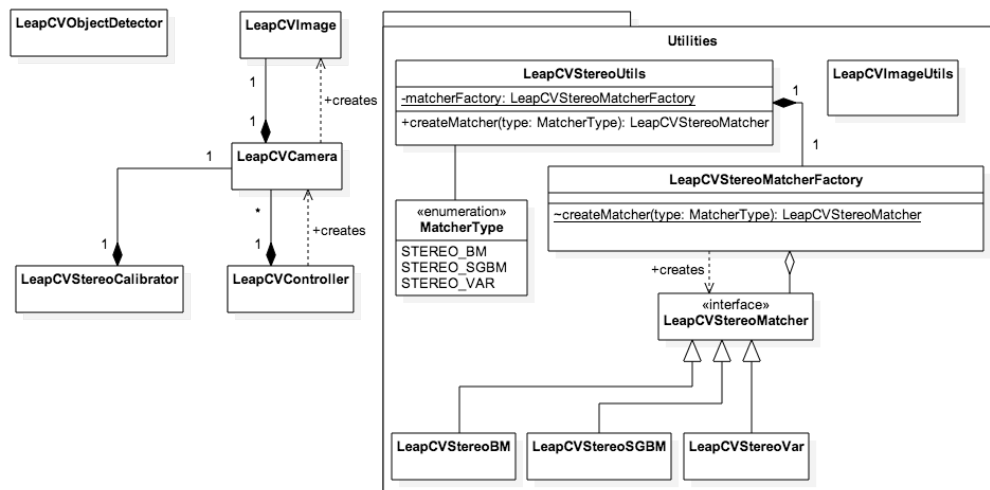 LeapCVObjectDetector
LeapCVImage
1
+creates
1
LeapCVCamera
1
*
+creates
1
1
LeapCVStereoCalibrator
LeapCVController
Utilities
LeapCVStereoUtils
-matcherFactory: LeapCVStereoMatcherFactory
+createMatcher(type: MatcherType): LeapCVStereoMatcher
1
LeapCVImageUtils
1
LeapCVStereoMatcherFactory
~createMatcher(type: MatcherType): LeapCVStereoMatcher
«enumeration»
MatcherType
STEREO_BM
STEREO_SGBM
STEREO_VAR
+creates
«interface»
LeapCVStereoMatcher
LeapCVStereoBM
LeapCVStereoSGBM
LeapCVStereoVar